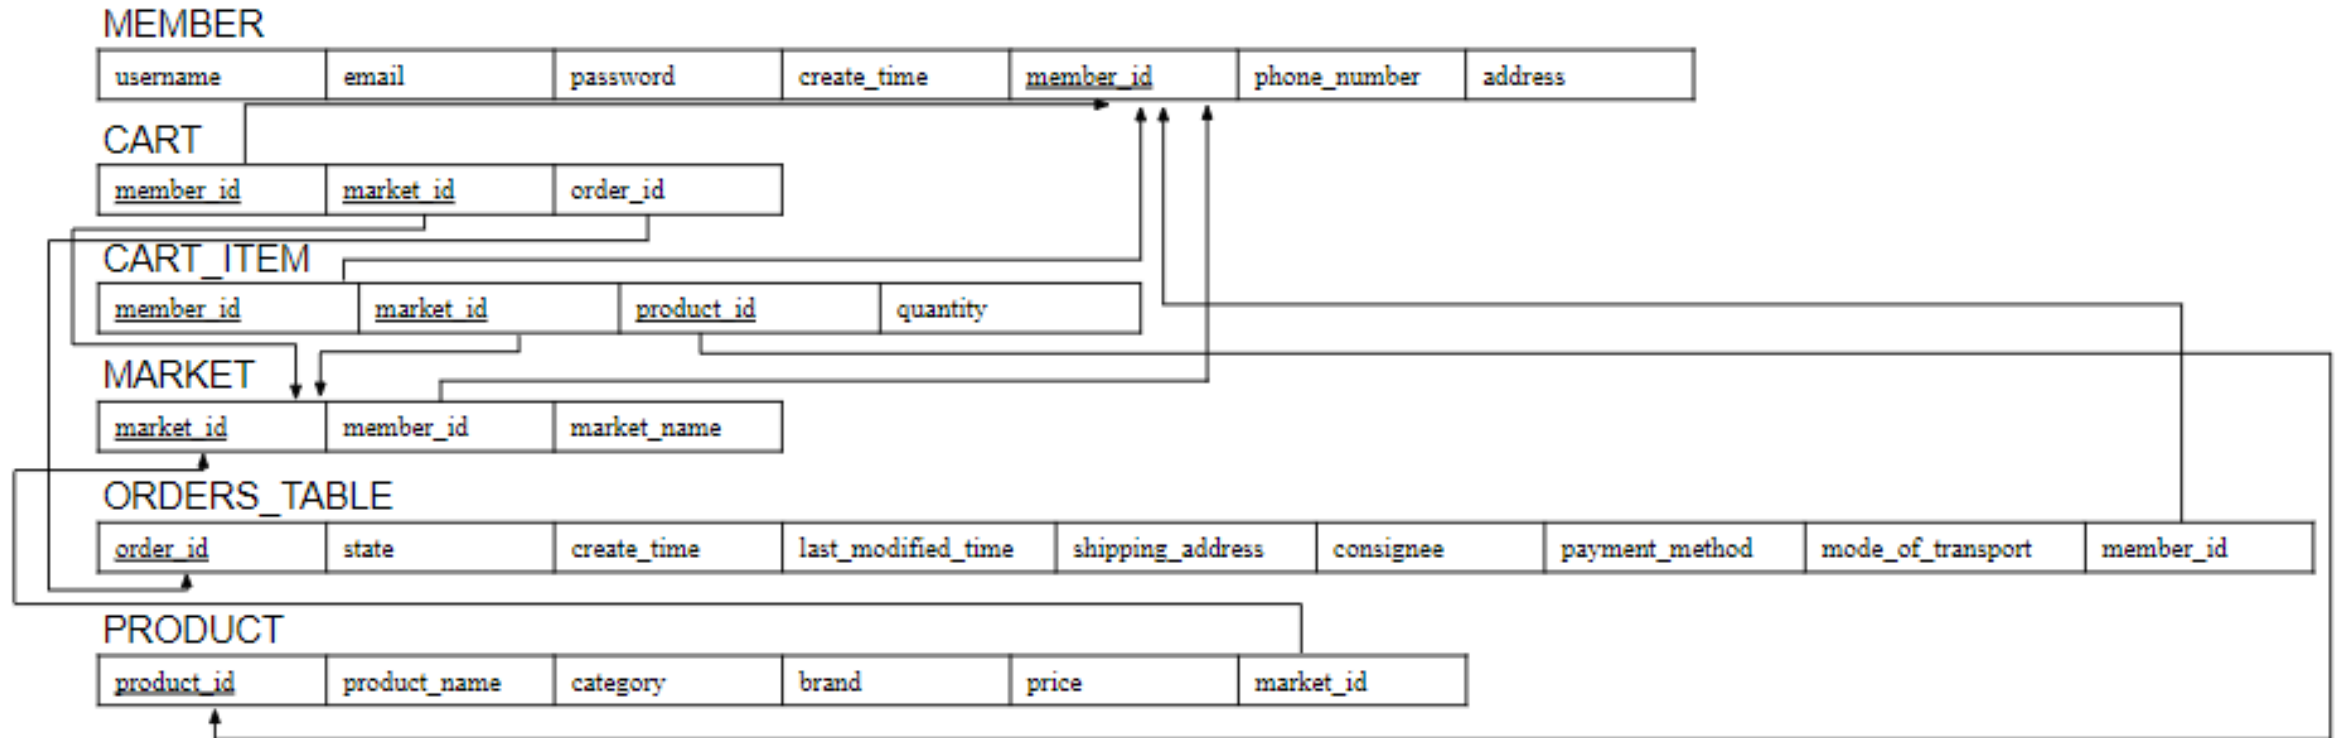 MEMBER
username email password create_time member_id phone_number address
CART
member_id market_id order_id
CART_ITEM
member_id market_id product_id quantity
MARKET
market_id member_id market_name
ORDERS_TABLE
order_id state create_time last_modified_time shipping_address consignee payment_method mode_of_transport member_id
PRODUCT
product_id product_name category brand price market_id